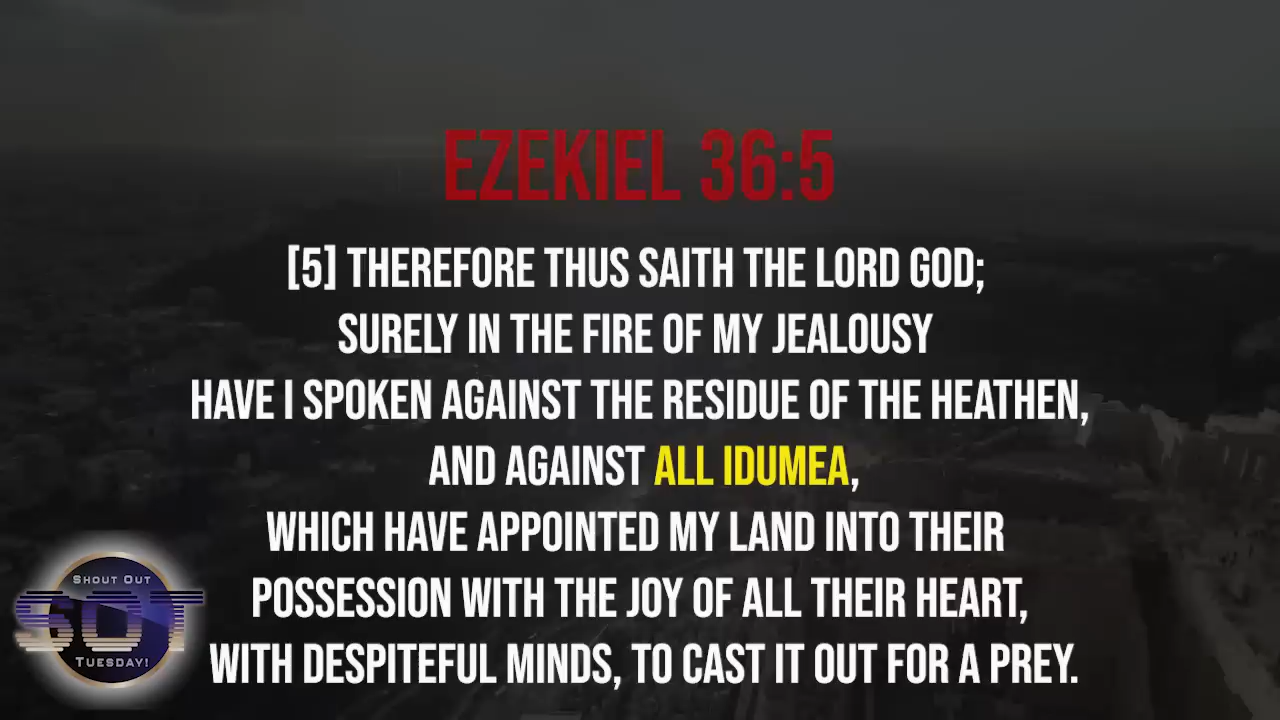 EZEKIEL 36:5
[5] THEREFORE THUS SAITH THE LORD GOD;
SURELY IN THE FIRE OF MY JEALOUSY
HAVE I SPOKEN AGAINST THE RESIDUE OF THE HEATHEN,
AND AGAINST ALL IDUMEA,
WHICH HAVE APPOINTED MY LAND INTO THEIR
POSSESSION WITH THE JOY OF ALL THEIR HEART,
WITH DESPITEFUL MINDS, TO CAST IT OUT FOR A PREY.
SHOUT OUT
SOT
TUESDAY!